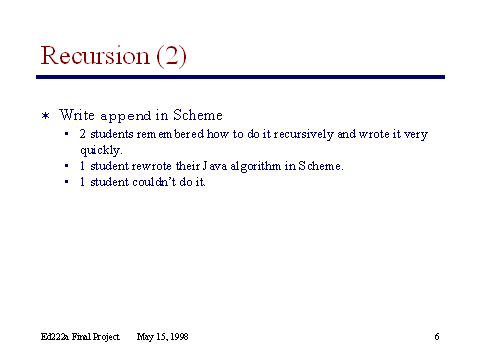 Recursion (2)
* Write append in Scheme
• 2 students remembered how to do it recursively and wrote it very
quickly.
• 1 student rewrote their Java algorithm in Scheme.
• 1 student couldn't do it.
Ed222a Final Project May 15, 1998 6